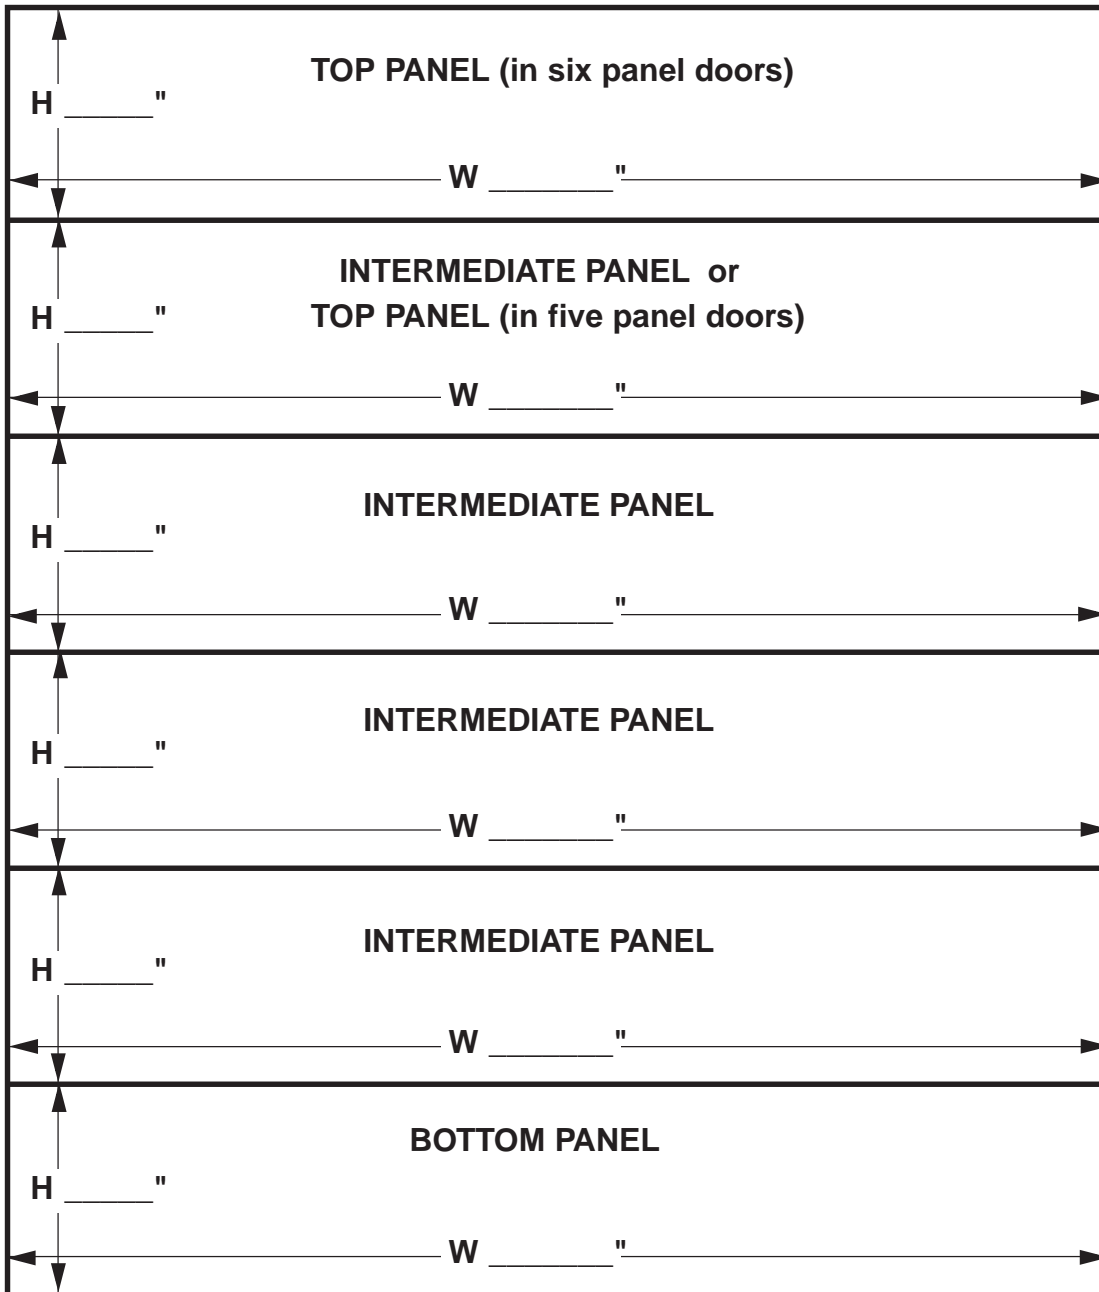 TOP PANEL (in six panel doors)
H _____"
W _______"
INTERMEDIATE PANEL or
TOP PANEL (in five panel doors)
H _____"
W _______"
INTERMEDIATE PANEL
H _____"
W _______"
INTERMEDIATE PANEL
H _____"
W _______"
INTERMEDIATE PANEL
H _____"
W _______"
BOTTOM PANEL
H _____"
W _______"